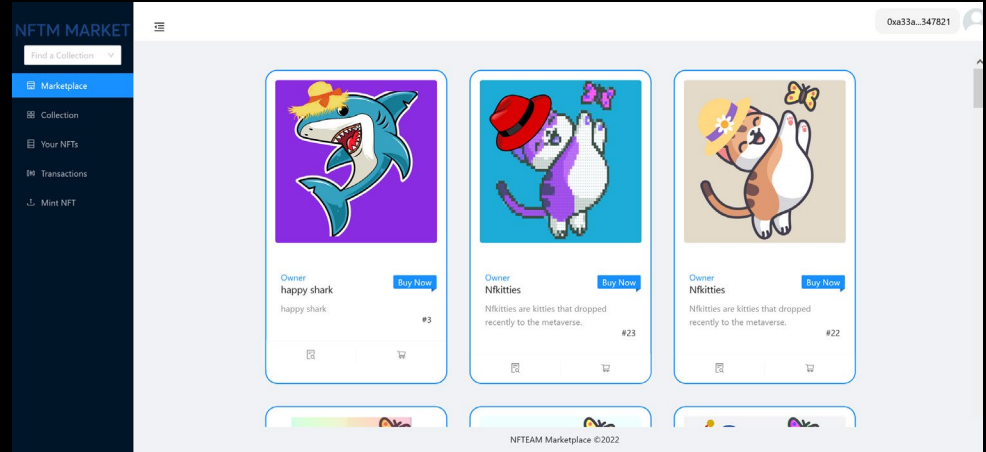 NFTM MARKET
Find a Collection
Marketplace
Collection
Your NFTs
Transactions
Mint NFT
0xa33a...347821
Owner
happy shark
Buy Now
happy shark
#3
Owner
Nfkitties
Buy Now
Nfkitties are kitties that dropped
recently to the metaverse.
#23
Owner
Nfkitties
Buy Now
Nfkitties are kitties that dropped
recently to the metaverse.
#22
NFTEAM Marketplace ©2022